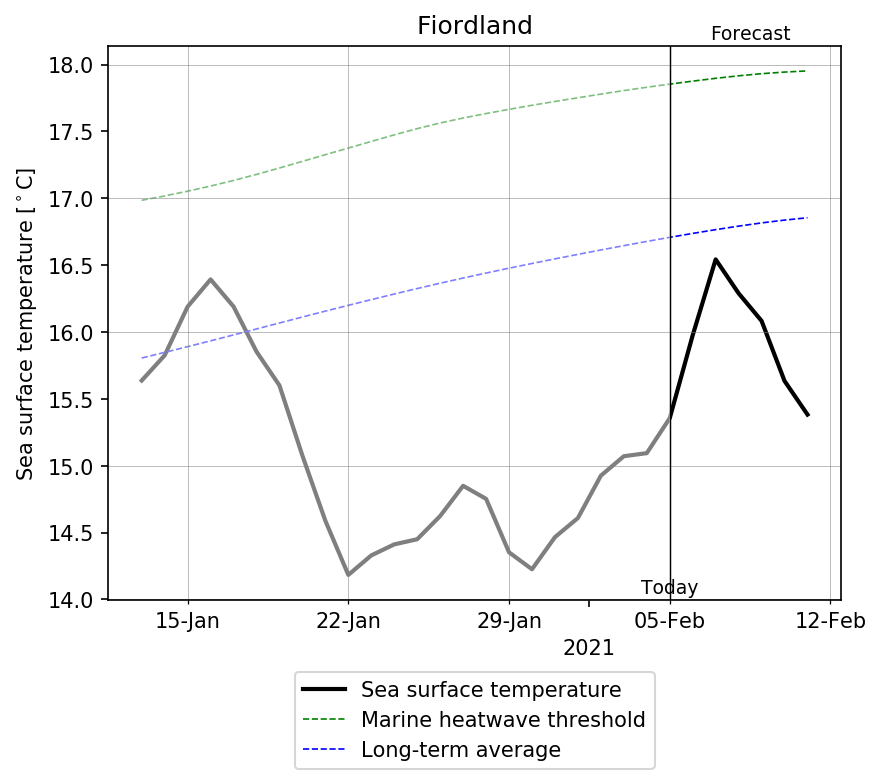 Fiordland
Forecast
Sea surface temperature [°C]
18.0
17.5
17.0
16.5
16.0
15.5
15.0
14.5
14.0
Today
15-Jan 22-Jan 29-Jan 05-Feb 12-Feb
2021
Sea surface temperature
Marine heatwave threshold
Long-term average